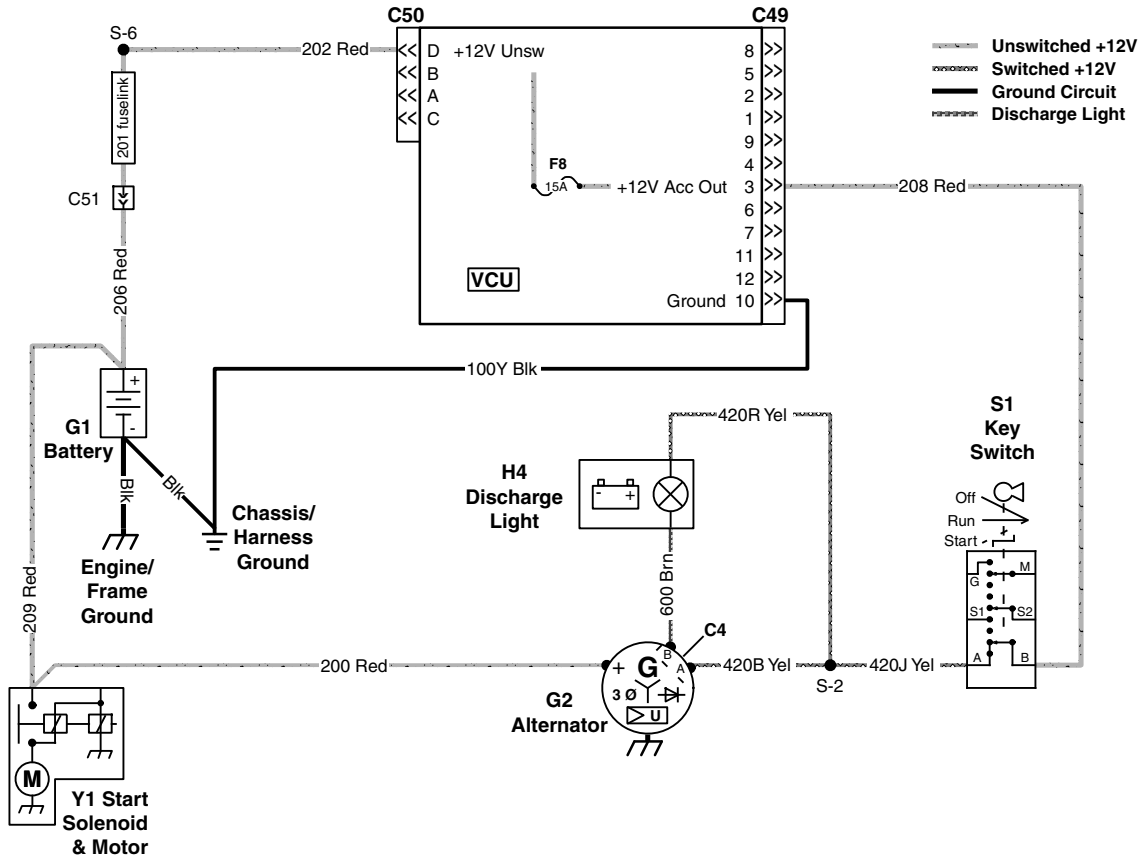 C50
C49
S-6
202 Red
D +12V Unsw
B
A
C
8
5
2
1
9
4
3
6
7
11
12
Ground 10
Unswitched +12V
Switched +12V
Ground Circuit
Discharge Light
201 fuselink
F8
15A
+12V Acc Out
208 Red
C51
VCU
206 Red
100Y Blk
+
-
G1
Battery
Blk
Blk
Chassis/
Harness
Ground
Engine/
Frame
Ground
209 Red
420R Yel
H4
Discharge
Light
- +
600 Brn
S1
Key
Switch
Off
Run
Start
G
M
S1
S2
A
B
C4
200 Red
+
G
B
A
3 Ø
U
420B Yel
S-2
420J Yel
G2
Alternator
M
Y1 Start
Solenoid
& Motor